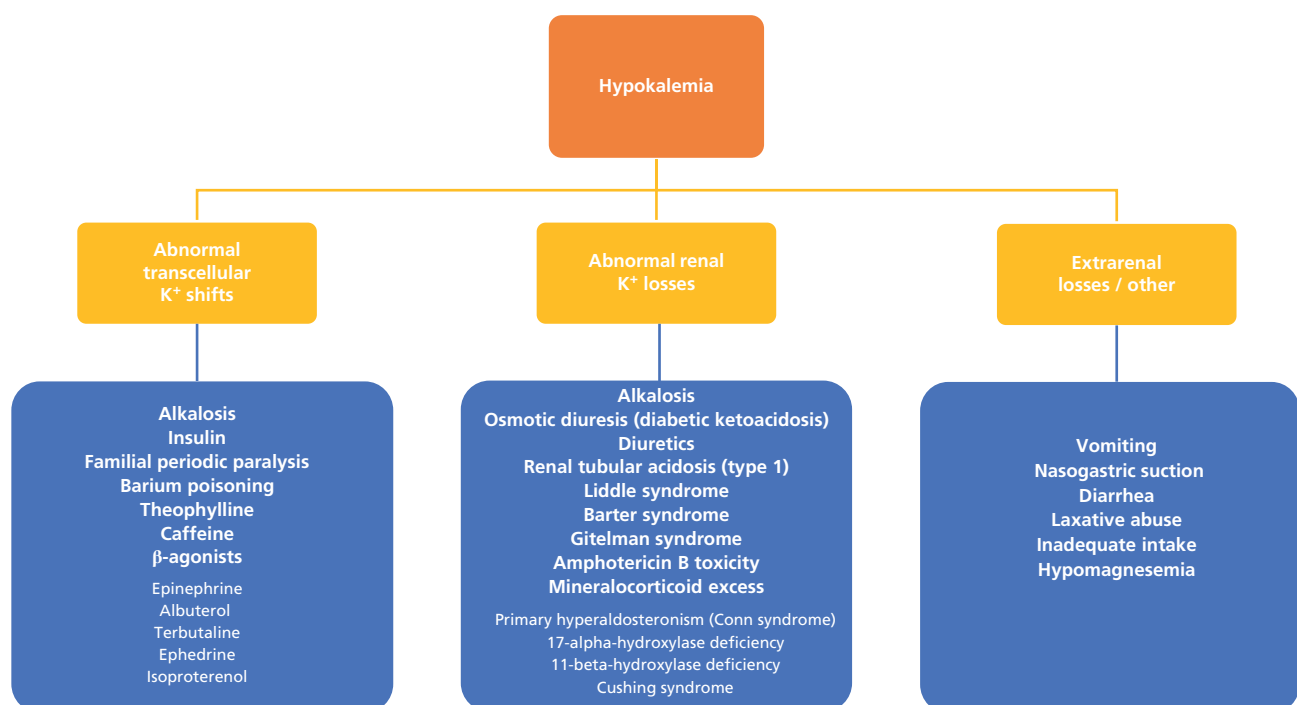 Hypokalemia
Abnormal
transcellular
K⁺ shifts
Alkalosis
Insulin
Familial periodic paralysis
Barium poisoning
Theophylline
Caffeine
β-agonists
Epinephrine
Albuterol
Terbutaline
Ephedrine
Isoproterenol
Abnormal renal
K⁺ losses
Alkalosis
Osmotic diuresis (diabetic ketoacidosis)
Diuretics
Renal tubular acidosis (type 1)
Liddle syndrome
Barter syndrome
Gitelman syndrome
Amphotericin B toxicity
Mineralocorticoid excess
Primary hyperaldosteronism (Conn syndrome)
17-alpha-hydroxylase deficiency
11-beta-hydroxylase deficiency
Cushing syndrome
Extrarenal
losses / other
Vomiting
Nasogastric suction
Diarrhea
Laxative abuse
Inadequate intake
Hypomagnesemia